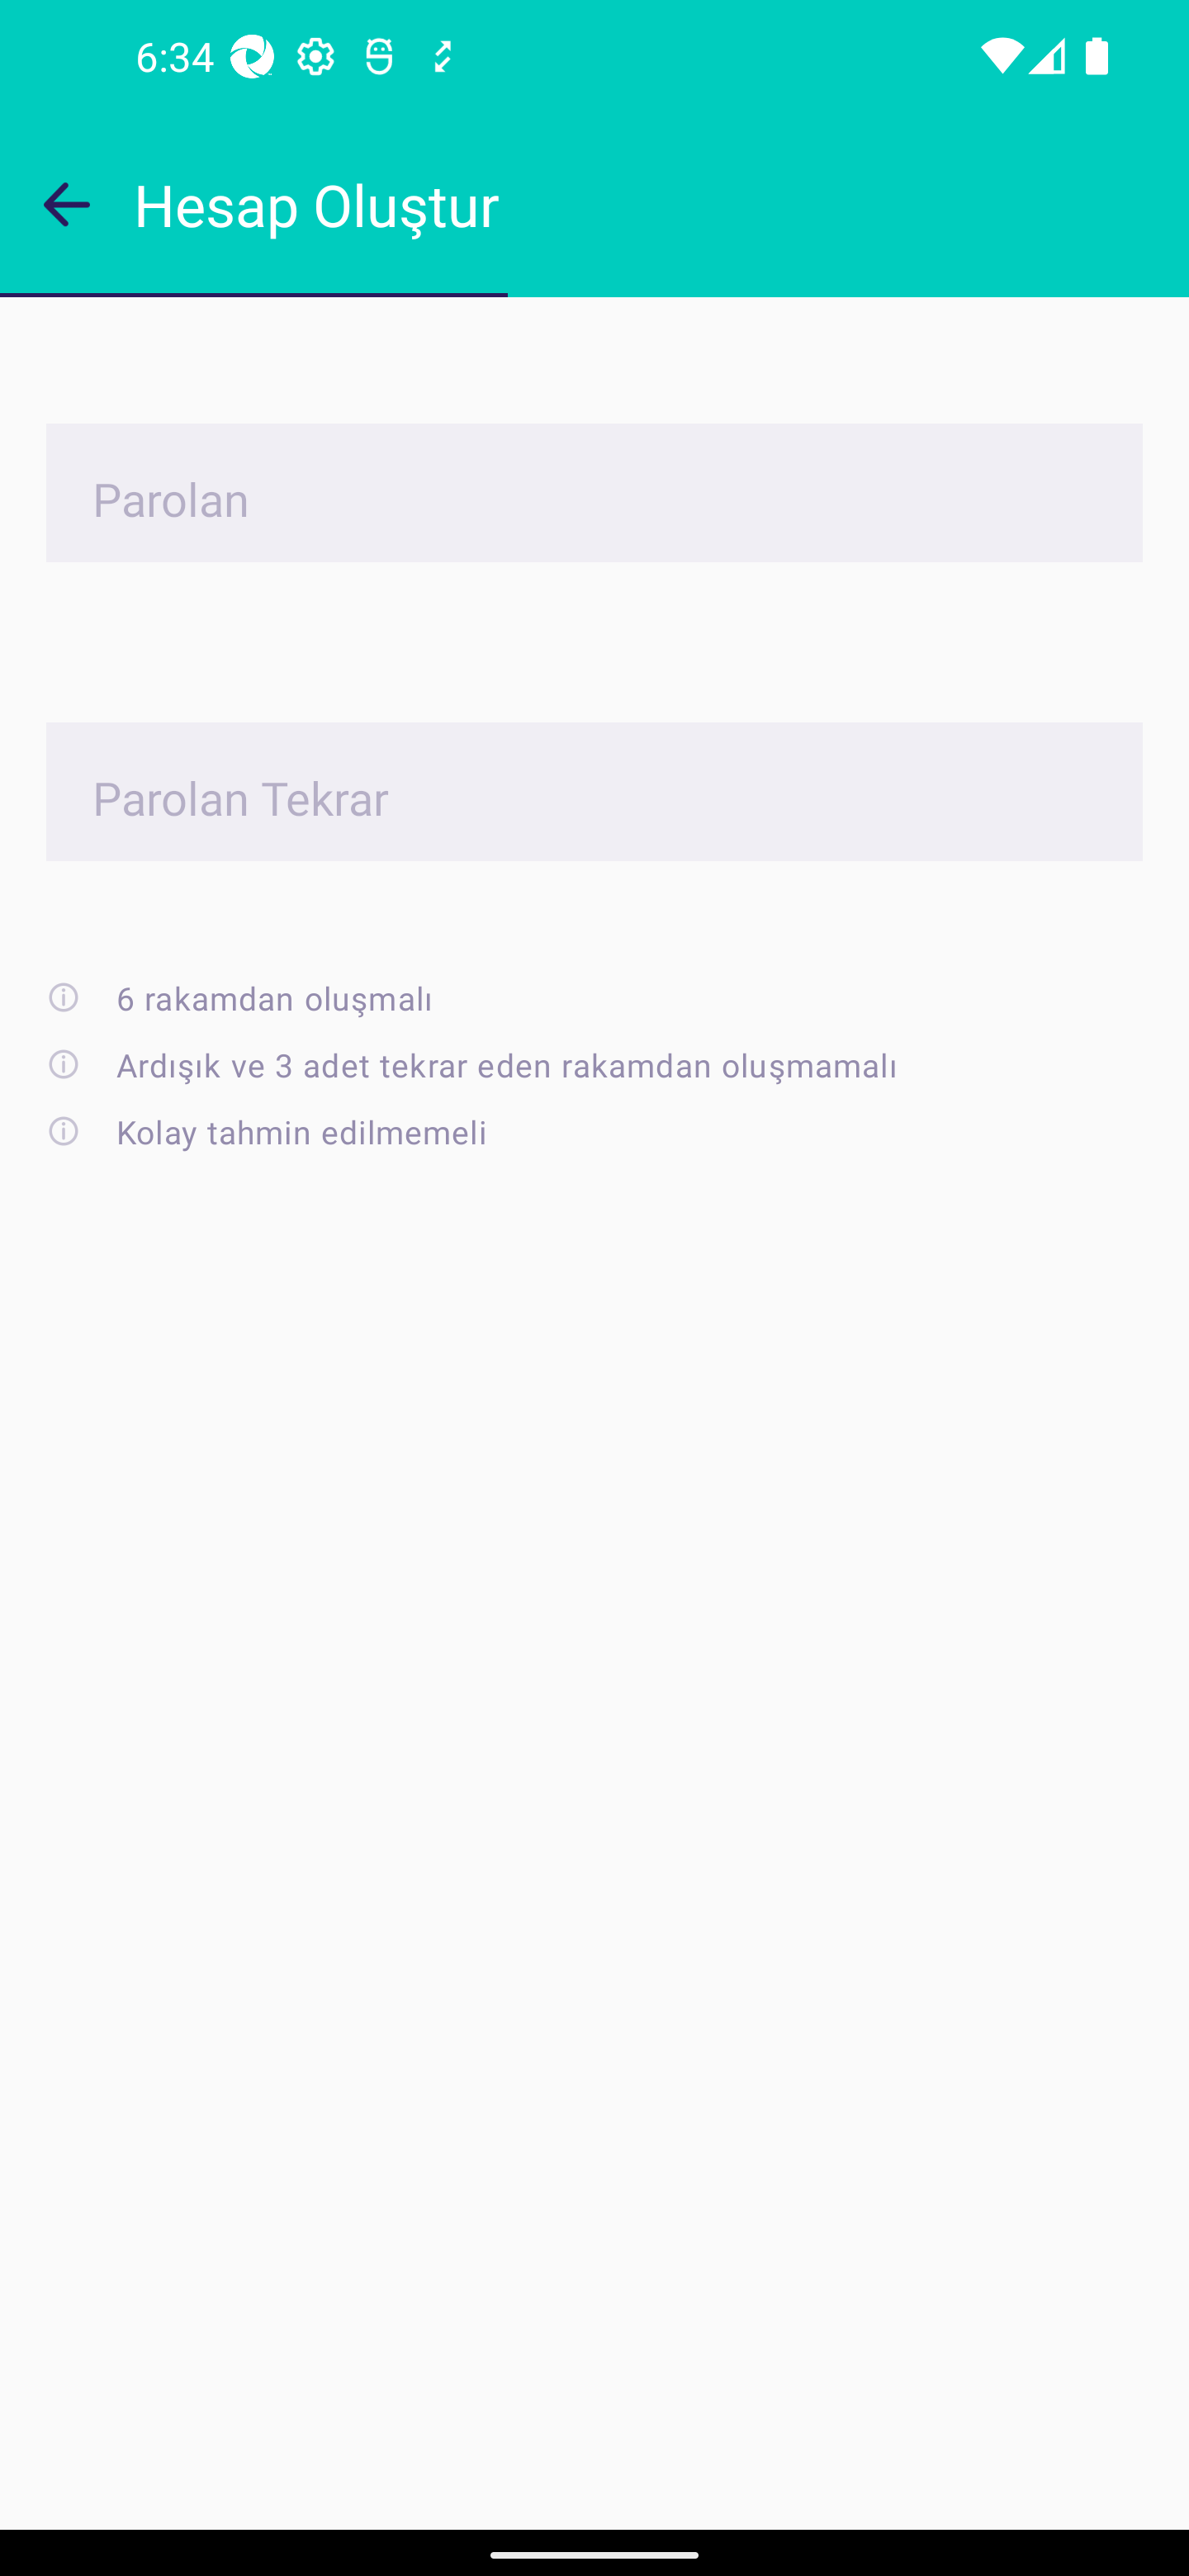 6:34
Hesap Oluştur
Parolan
Parolan Tekrar
6 rakamdan oluşmalı
Ardışık ve 3 adet tekrar eden rakamdan oluşmamalı
Kolay tahmin edilmemeli